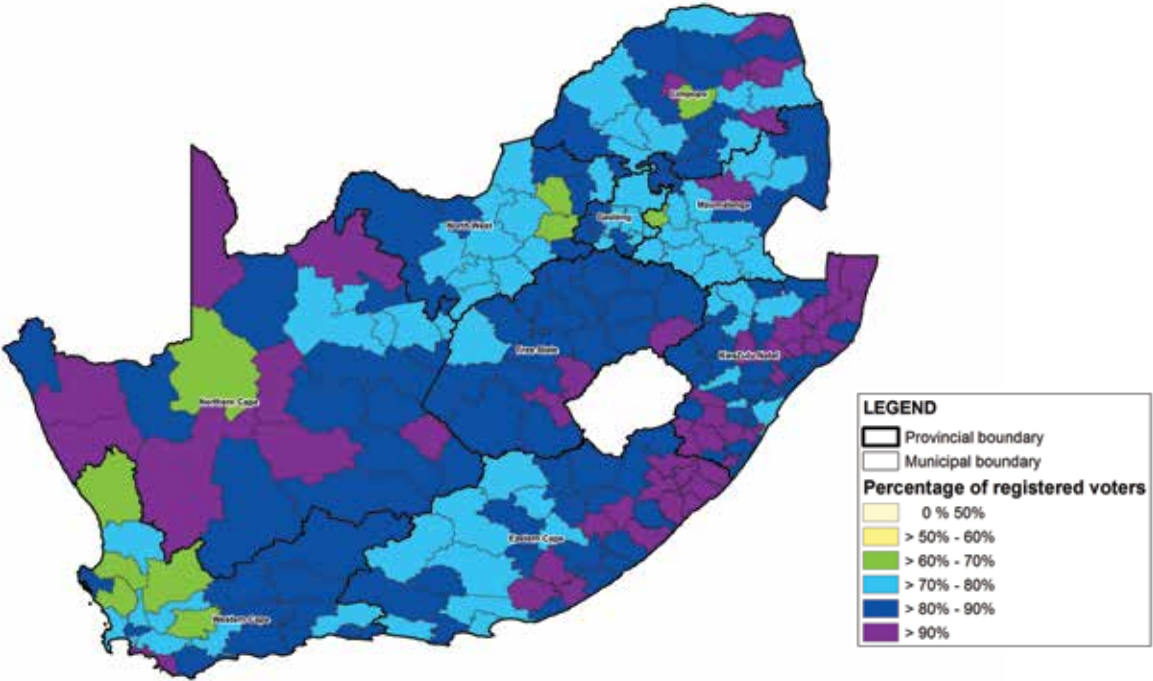 Limpopo
Mpumalanga
North West
Gauteng
Free State
KwaZulu Natal
Northern Cape
Eastern Cape
Western Cape
LEGEND
Provincial boundary
Municipal boundary
Percentage of registered voters
0 % 50%
> 50% - 60%
> 60% - 70%
> 70% - 80%
> 80% - 90%
> 90%